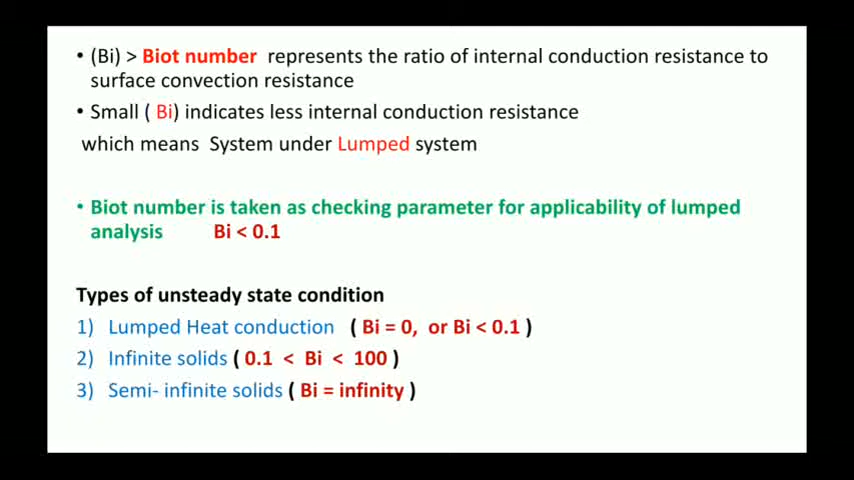 • (Bi) > Biot number represents the ratio of internal conduction resistance to
surface convection resistance
• Small ( Bi) indicates less internal conduction resistance
which means System under Lumped system
• Biot number is taken as checking parameter for applicability of lumped
analysis Bi < 0.1
Types of unsteady state condition
1) Lumped Heat conduction ( Bi = 0, or Bi < 0.1 )
2) Infinite solids ( 0.1 < Bi < 100 )
3) Semi- infinite solids ( Bi = infinity )